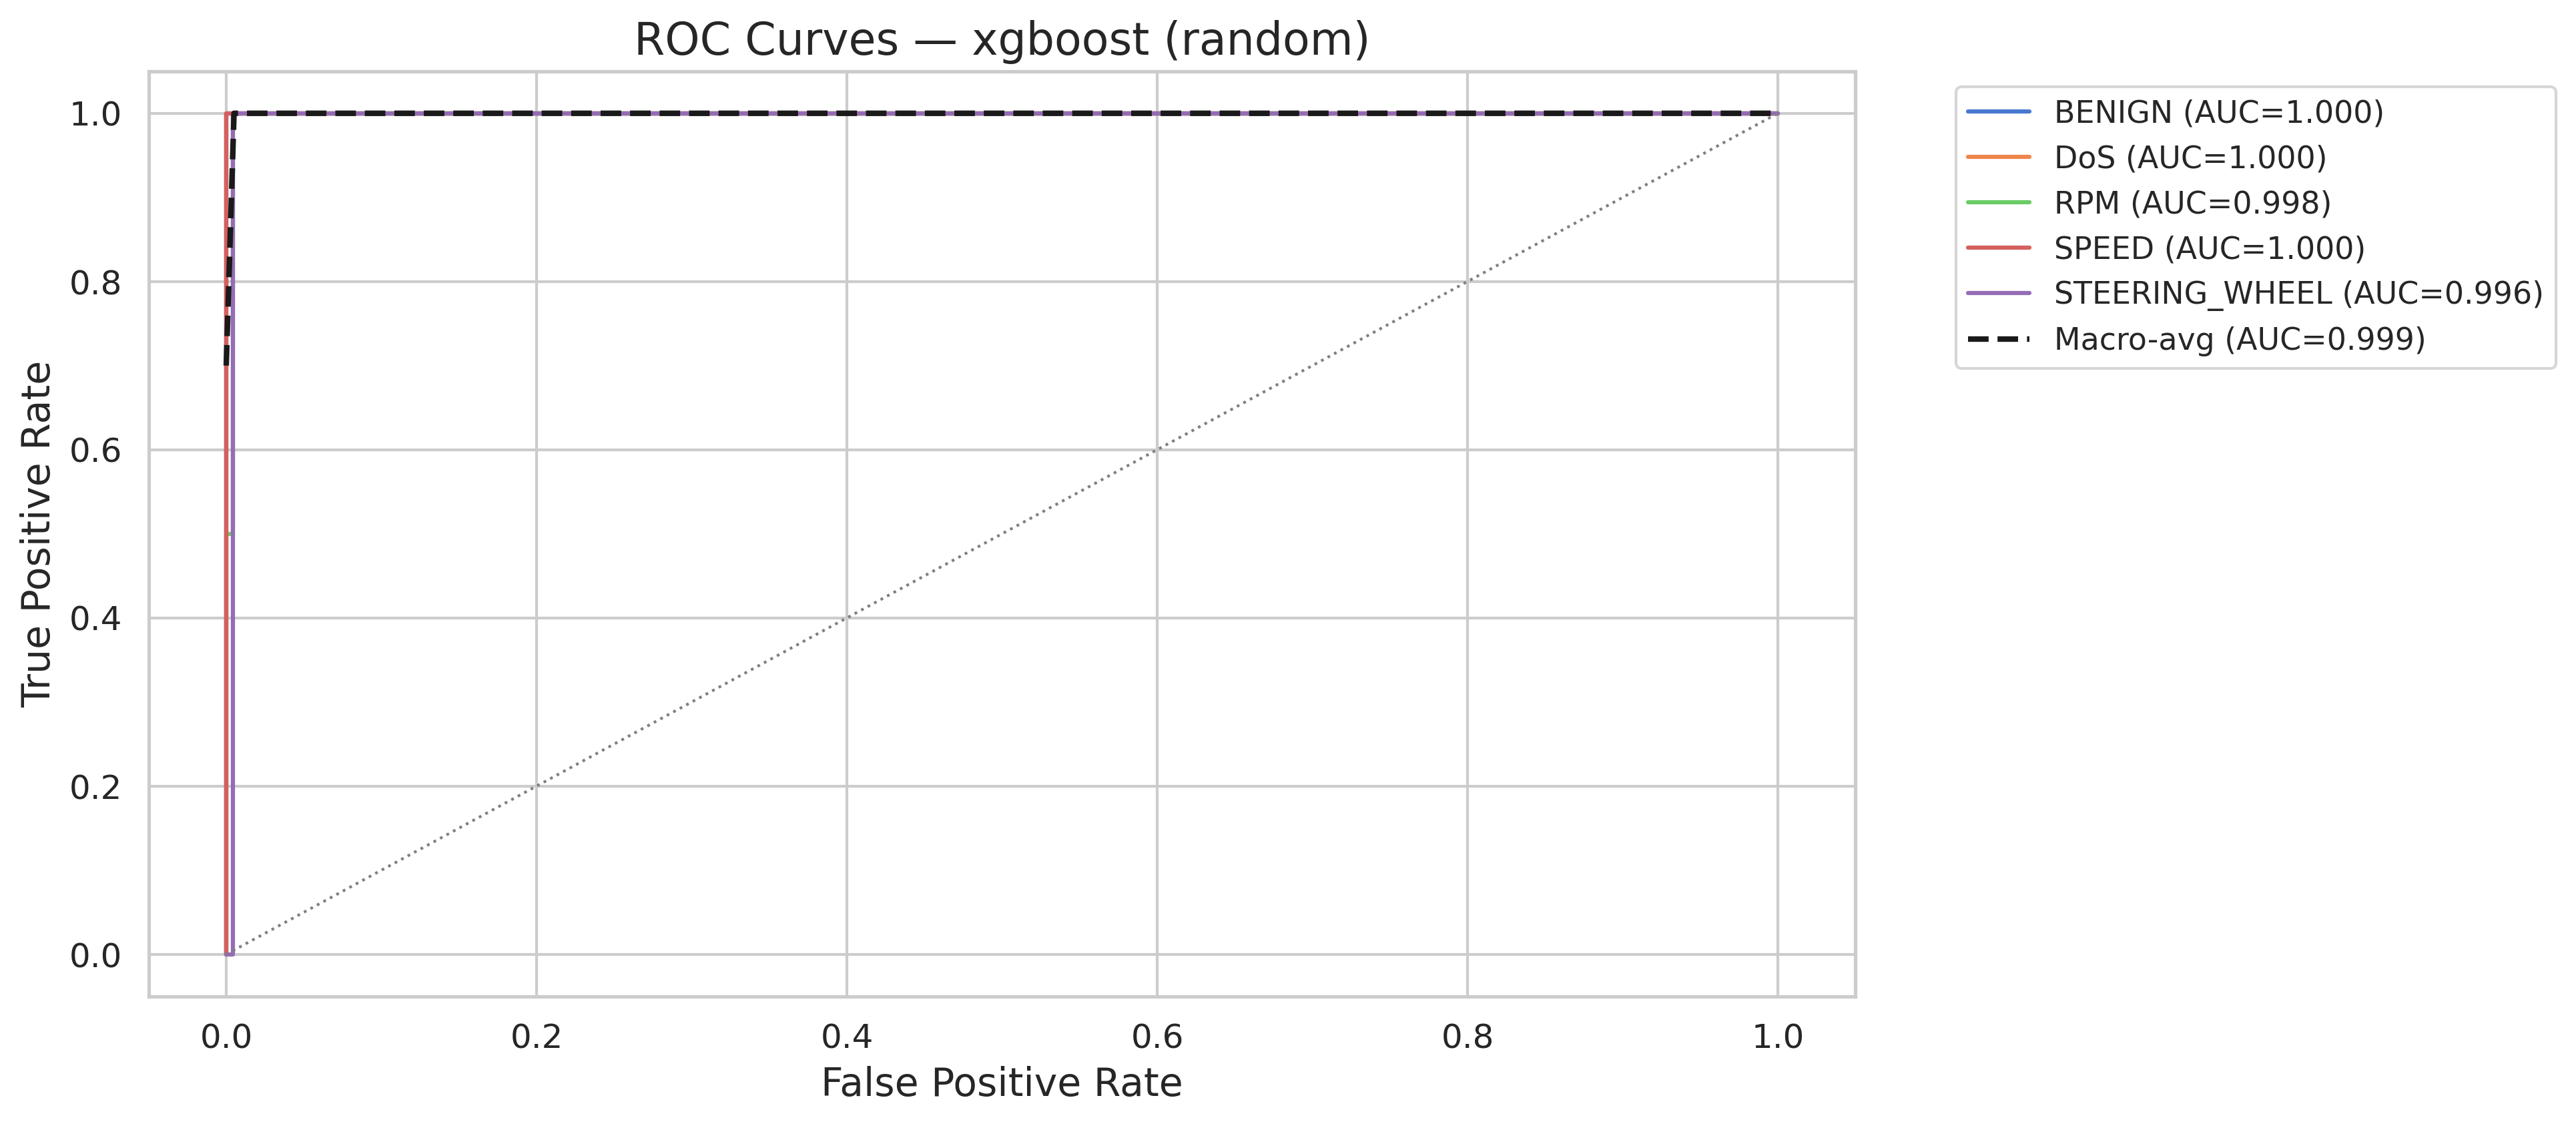 ROC Curves — xgboost (random)
True Positive Rate
1.0
0.8
0.6
0.4
0.2
0.0
0.0 0.2 0.4 0.6 0.8 1.0
False Positive Rate
BENIGN (AUC=1.000)
DoS (AUC=1.000)
RPM (AUC=0.998)
SPEED (AUC=1.000)
STEERING_WHEEL (AUC=0.996)
Macro-avg (AUC=0.999)